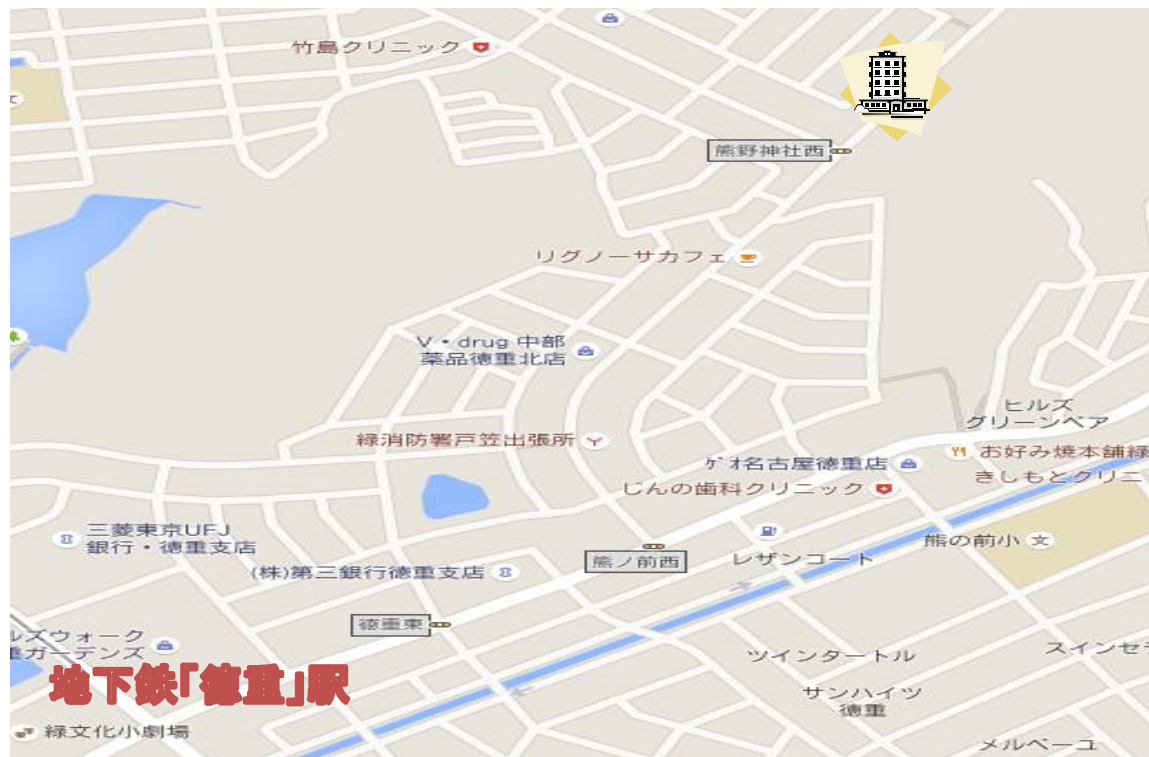 竹島クリニック
熊野神社西
リグノーサカフェ
V・drug 中部
薬品徳重北店
ヒルズ
グリーンベア
緑消防署戸笠出張所
ゲオ名古屋徳重店
お好み焼本舗緑
きしもとクリニ
じんの歯科クリニック
三菱東京UFJ
銀行・徳重支店
熊の前小
文
熊ノ前西
レザンコート
(株)第三銀行徳重支店
徳重東
ルズウォーク
重ガーデンズ
ツインタートル
スインセ
地下鉄「徳重」駅
サンハイツ
徳重
緑文化小劇場
メルベーユ